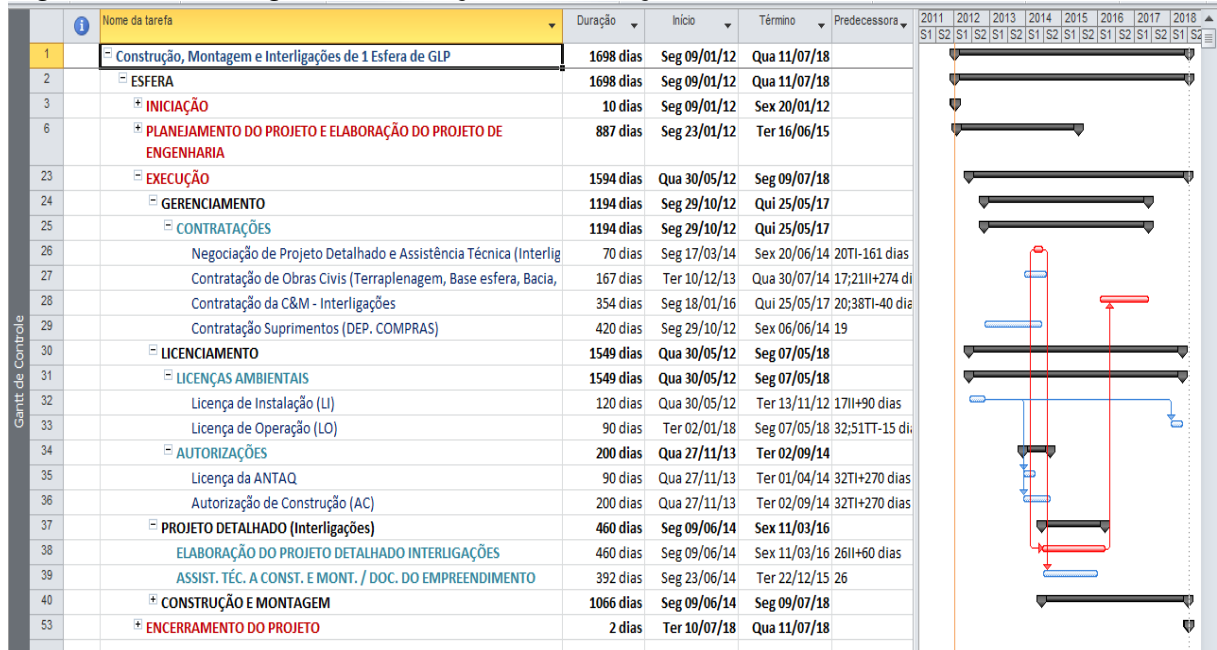 Nome da tarefa Duração Início Término Predecessora 2011 2012 2013 2014 2015 2016 2017 2018
S1 S2 S1 S2 S1 S2 S1 S2 S1 S2 S1 S2 S1 S2 S1 S2
1 Construção, Montagem e Interligações de 1 Esfera de GLP 1698 dias Seg 09/01/12 Qua 11/07/18
2 ESFERA 1698 dias Seg 09/01/12 Qua 11/07/18
3 INICIAÇÃO 10 dias Seg 09/01/12 Sex 20/01/12
6 PLANEJAMENTO DO PROJETO E ELABORAÇÃO DO PROJETO DE 887 dias Seg 23/01/12 Ter 16/06/15
ENGENHARIA
23 EXECUÇÃO 1594 dias Qua 30/05/12 Seg 09/07/18
24 GERENCIAMENTO 1194 dias Seg 29/10/12 Qui 25/05/17
25 CONTRATAÇÕES 1194 dias Seg 29/10/12 Qui 25/05/17
26 Negociação de Projeto Detalhado e Assistência Técnica (Interlig 70 dias Seg 17/03/14 Sex 20/06/14 20TI-161 dias
27 Contratação de Obras Civis (Terraplenagem, Base esfera, Bacia, 167 dias Ter 10/12/13 Qua 30/07/14 17;21II+274 di
28 Contratação da C&M - Interligações 354 dias Seg 18/01/16 Qui 25/05/17 20;38TI-40 dia
29 Contratação Suprimentos (DEP. COMPRAS) 420 dias Seg 29/10/12 Sex 06/06/14 19
30 LICENCIAMENTO 1549 dias Qua 30/05/12 Seg 07/05/18
31 LICENÇAS AMBIENTAIS 1549 dias Qua 30/05/12 Seg 07/05/18
32 Licença de Instalação (LI) 120 dias Qua 30/05/12 Ter 13/11/12 17II+90 dias
33 Licença de Operação (LO) 90 dias Ter 02/01/18 Seg 07/05/18 32;51TT-15 di
34 AUTORIZAÇÕES 200 dias Qua 27/11/13 Ter 02/09/14
35 Licença da ANTAQ 90 dias Qua 27/11/13 Ter 01/04/14 32TI+270 dias
36 Autorização de Construção (AC) 200 dias Qua 27/11/13 Ter 02/09/14 32TI+270 dias
37 PROJETO DETALHADO (Interligações) 460 dias Seg 09/06/14 Sex 11/03/16
38 ELABORAÇÃO DO PROJETO DETALHADO INTERLIGAÇÕES 460 dias Seg 09/06/14 Sex 11/03/16 26II+60 dias
39 ASSIST. TÉC. A CONST. E MONT. / DOC. DO EMPREENDIMENTO 392 dias Seg 23/06/14 Ter 22/12/15 26
40 CONSTRUÇÃO E MONTAGEM 1066 dias Seg 09/06/14 Seg 09/07/18
53 ENCERRAMENTO DO PROJETO 2 dias Ter 10/07/18 Qua 11/07/18
Gantt de Controle